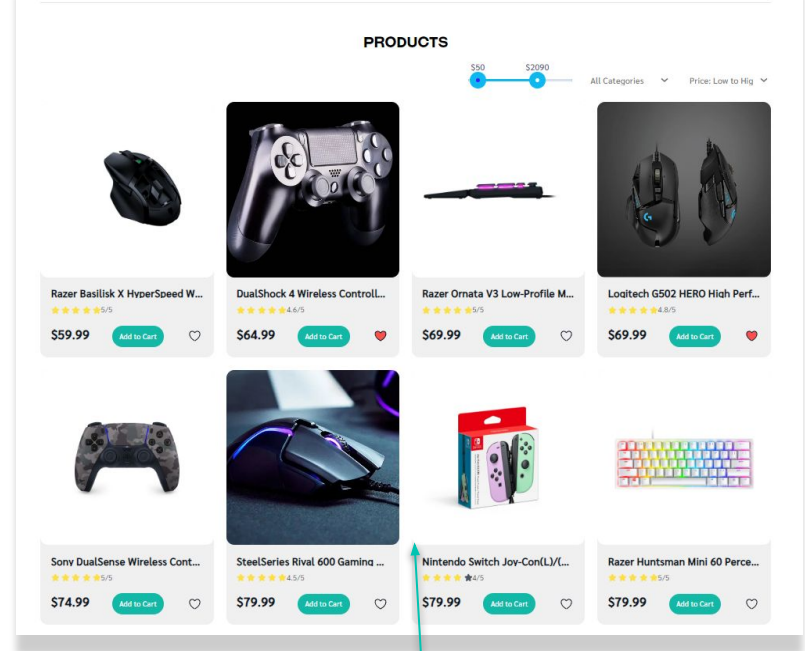 PRODUCTS
$50 $2090
All Categories Price: Low to Hig
Razer Basilisk X HyperSpeed W...
5/5
$59.99 Add to Cart
DualShock 4 Wireless Controll...
4.6/5
$64.99 Add to Cart
Razer Ornata V3 Low-Profile M...
5/5
$69.99 Add to Cart
Logitech G502 HERO High Perf...
4.8/5
$69.99 Add to Cart
Sony DualSense Wireless Cont...
5/5
$74.99 Add to Cart
SteelSeries Rival 600 Gaming ...
4.5/5
$79.99 Add to Cart
Nintendo Switch Joy-Con(L)/(...
4/5
$79.99 Add to Cart
Razer Huntsman Mini 60 Perce...
5/5
$79.99 Add to Cart